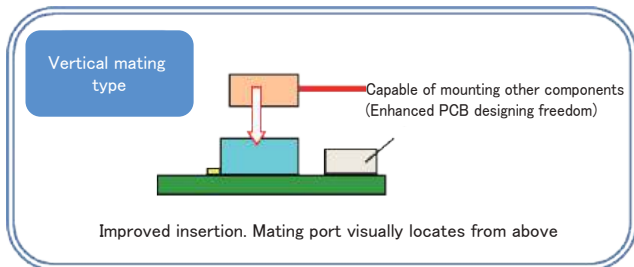 Vertical mating
type
Capable of mounting other components
(Enhanced PCB designing freedom)
Improved insertion. Mating port visually locates from above